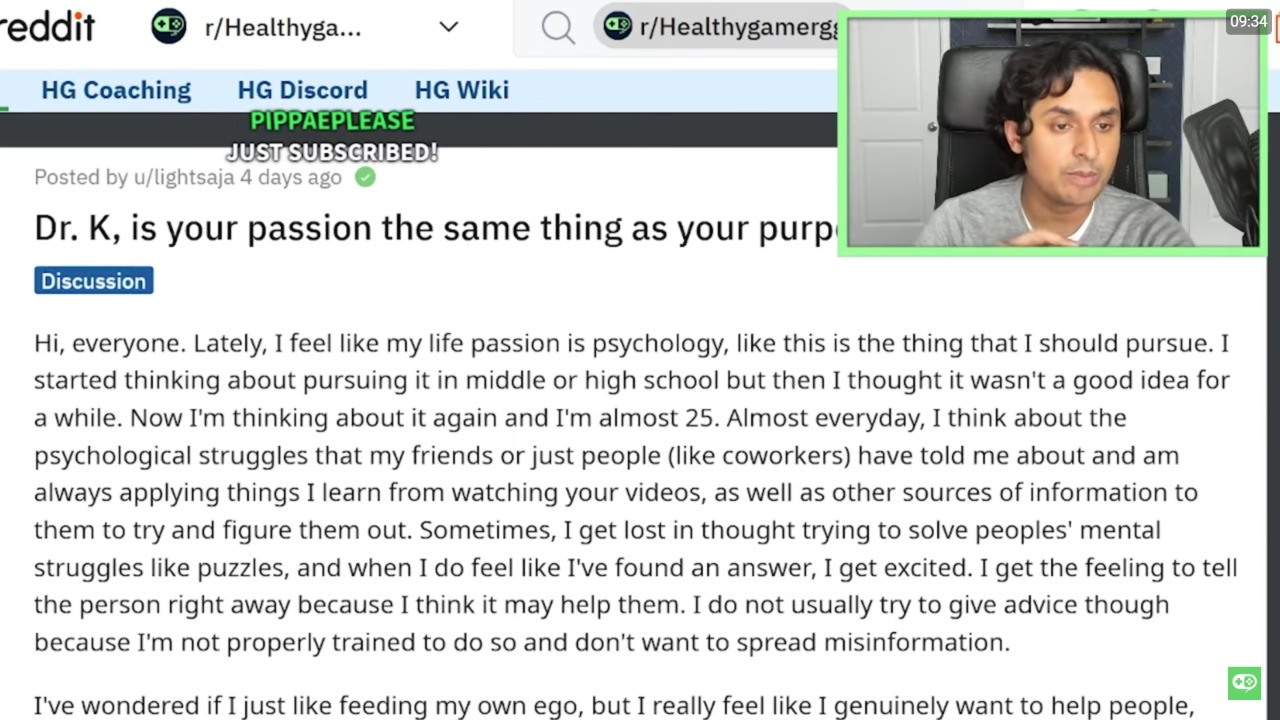 reddit
r/Healthyga...
r/Healthygamergg
09:34
HG Coaching HG Discord HG Wiki
PIPPAEPLEASE
JUST SUBSCRIBED!
Posted by u/lightsaja 4 days ago
Dr. K, is your passion the same thing as your purp
Discussion
Hi, everyone. Lately, I feel like my life passion is psychology, like this is the thing that I should pursue. I
started thinking about pursuing it in middle or high school but then I thought it wasn't a good idea for
a while. Now I'm thinking about it again and I'm almost 25. Almost everyday, I think about the
psychological struggles that my friends or just people (like coworkers) have told me about and am
always applying things I learn from watching your videos, as well as other sources of information to
them to try and figure them out. Sometimes, I get lost in thought trying to solve peoples' mental
struggles like puzzles, and when I do feel like I've found an answer, I get excited. I get the feeling to tell
the person right away because I think it may help them. I do not usually try to give advice though
because I'm not properly trained to do so and don't want to spread misinformation.
I've wondered if I just like feeding my own ego, but I really feel like I genuinely want to help people,